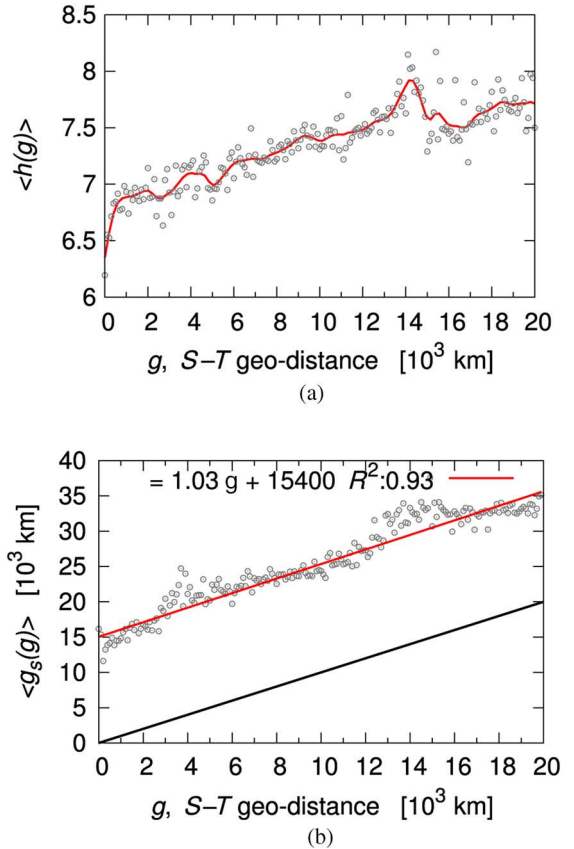 8.5
8
7.5
7
6.5
6
<h(g)>
0 2 4 6 8 10 12 14 16 18 20
g, S–T geo-distance [10³ km]
(a)
40
35
30
25
20
15
10
5
0
<gₛ(g)> [10³ km]
= 1.03 g + 15400 R²:0.93
0 2 4 6 8 10 12 14 16 18 20
g, S–T geo-distance [10³ km]
(b)